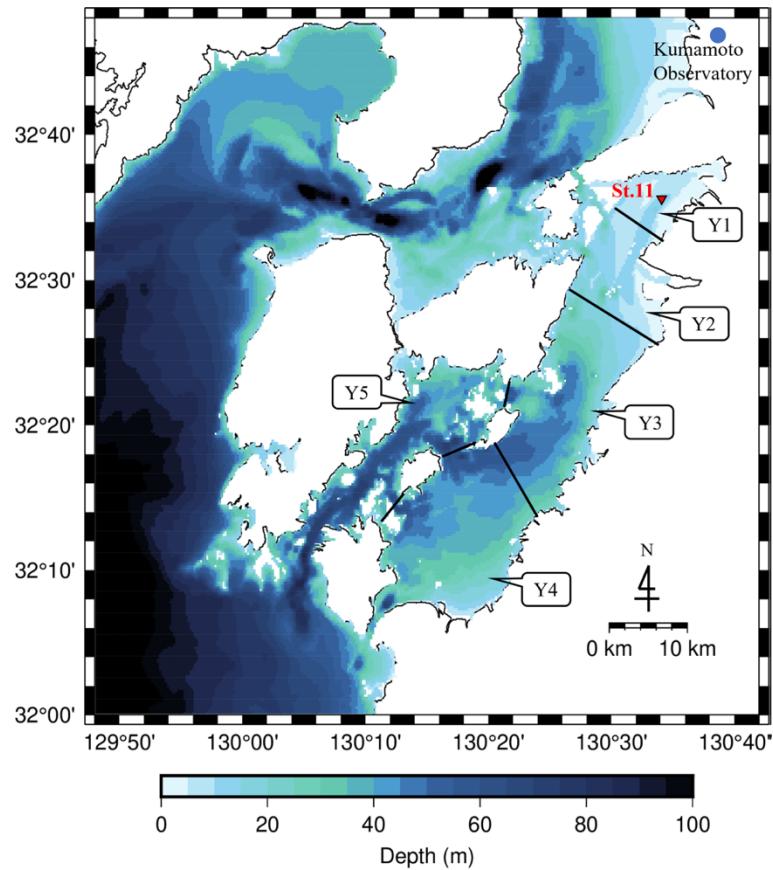 Kumamoto
Observatory
32°40'
St.11
Y1
32°30'
Y2
Y5
32°20'
Y3
32°10'
N
Y4
0 km 10 km
32°00'
129°50' 130°00' 130°10' 130°20' 130°30' 130°40'
0 20 40 60 80 100
Depth (m)